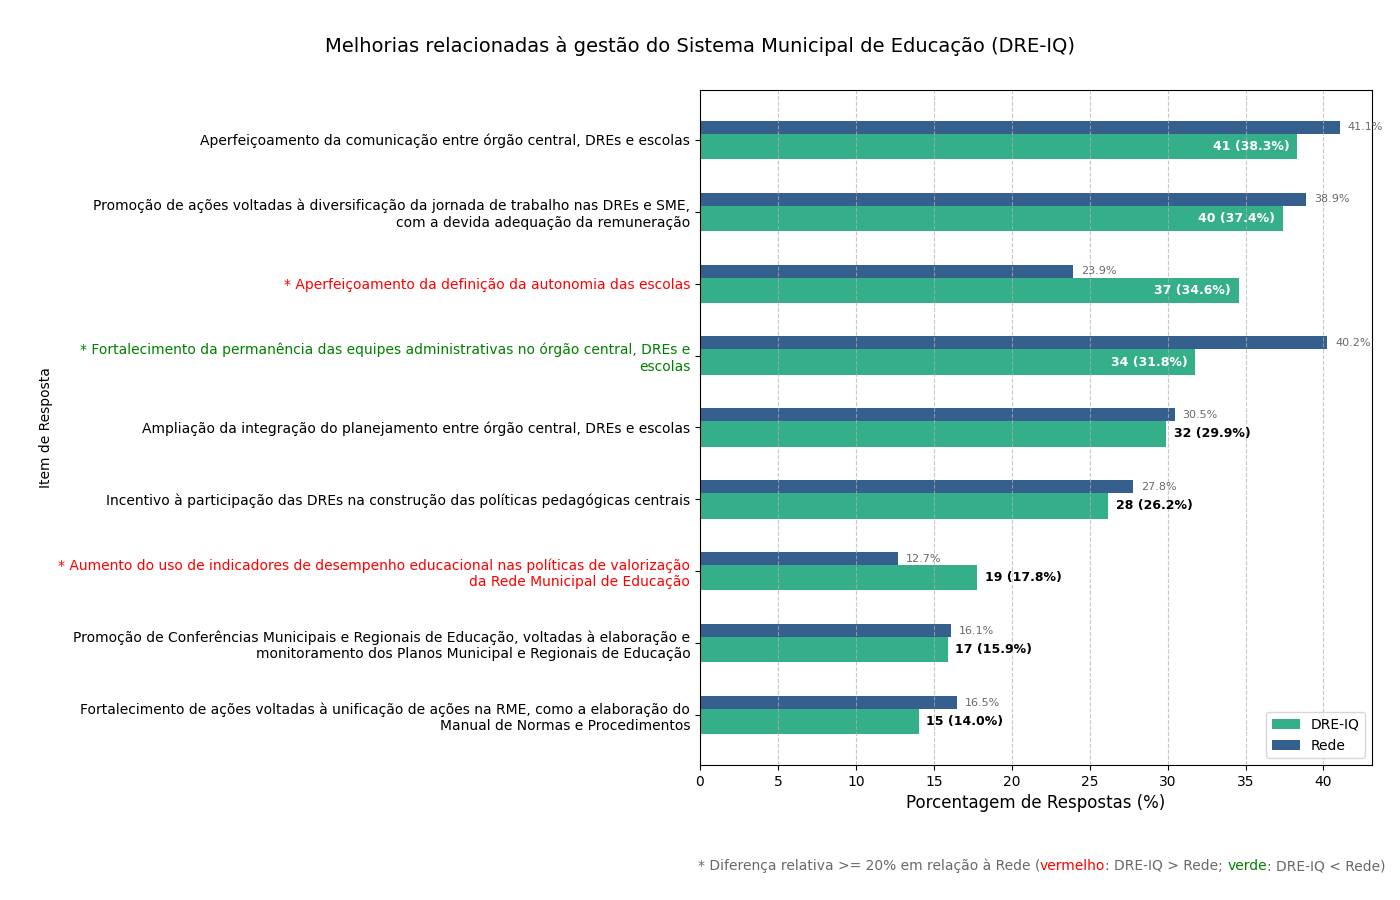 Melhorias relacionadas à gestão do Sistema Municipal de Educação (DRE-IQ)
Item de Resposta
Aperfeiçoamento da comunicação entre órgão central, DREs e escolas
41.1%
41 (38.3%)
Promoção de ações voltadas à diversificação da jornada de trabalho nas DREs e SME,
com a devida adequação da remuneração
38.9%
40 (37.4%)
* Aperfeiçoamento da definição da autonomia das escolas
23.9%
37 (34.6%)
* Fortalecimento da permanência das equipes administrativas no órgão central, DREs e
escolas
40.2%
34 (31.8%)
Ampliação da integração do planejamento entre órgão central, DREs e escolas
30.5%
32 (29.9%)
Incentivo à participação das DREs na construção das políticas pedagógicas centrais
27.8%
28 (26.2%)
* Aumento do uso de indicadores de desempenho educacional nas políticas de valorização
da Rede Municipal de Educação
12.7%
19 (17.8%)
Promoção de Conferências Municipais e Regionais de Educação, voltadas à elaboração e
monitoramento dos Planos Municipal e Regionais de Educação
16.1%
17 (15.9%)
Fortalecimento de ações voltadas à unificação de ações na RME, como a elaboração do
Manual de Normas e Procedimentos
16.5%
15 (14.0%)
DRE-IQ
Rede
0 5 10 15 20 25 30 35 40
Porcentagem de Respostas (%)
* Diferença relativa >= 20% em relação à Rede (vermelho: DRE-IQ > Rede; verde: DRE-IQ < Rede)